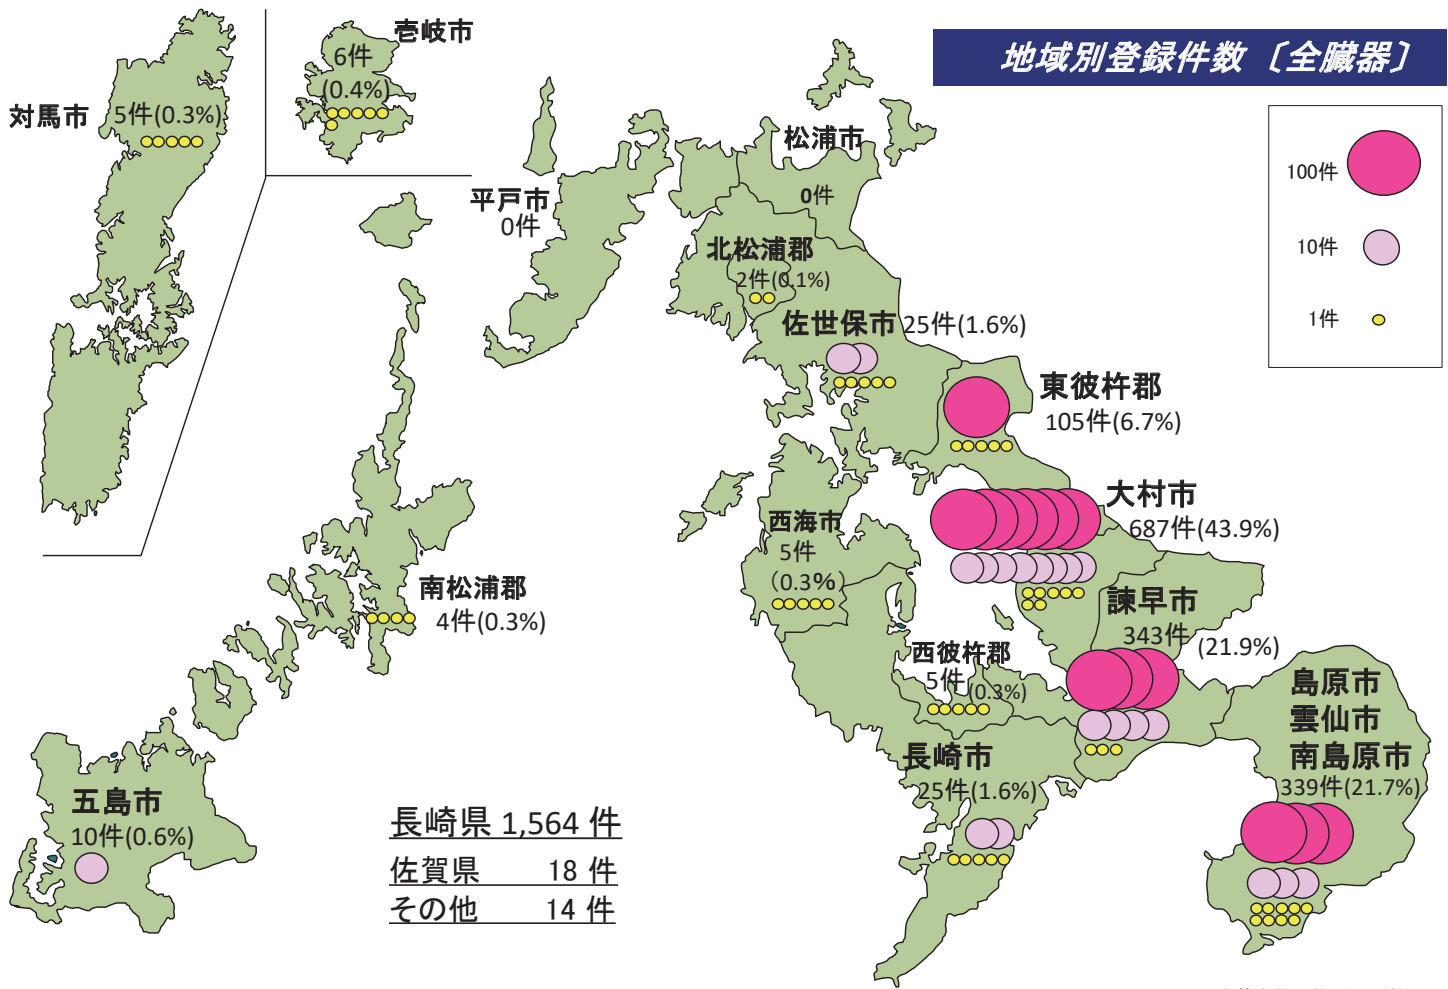 地域別登録件数〔全臓器〕
100件
10件
1件
対馬市
5件(0.3%)
壱岐市
6件
(0.4%)
平戸市
0件
松浦市
0件
北松浦郡
2件(0.1%)
佐世保市 25件(1.6%)
東彼杵郡
105件(6.7%)
大村市
687件(43.9%)
西海市
5件
(0.3%)
諫早市
343件
(21.9%)
南松浦郡
4件(0.3%)
西彼杵郡
5件(0.3%)
島原市
雲仙市
南島原市
339件(21.7%)
長崎市
25件(1.6%)
五島市
10件(0.6%)
長崎県 1,564 件
佐賀県 18 件
その他 14 件